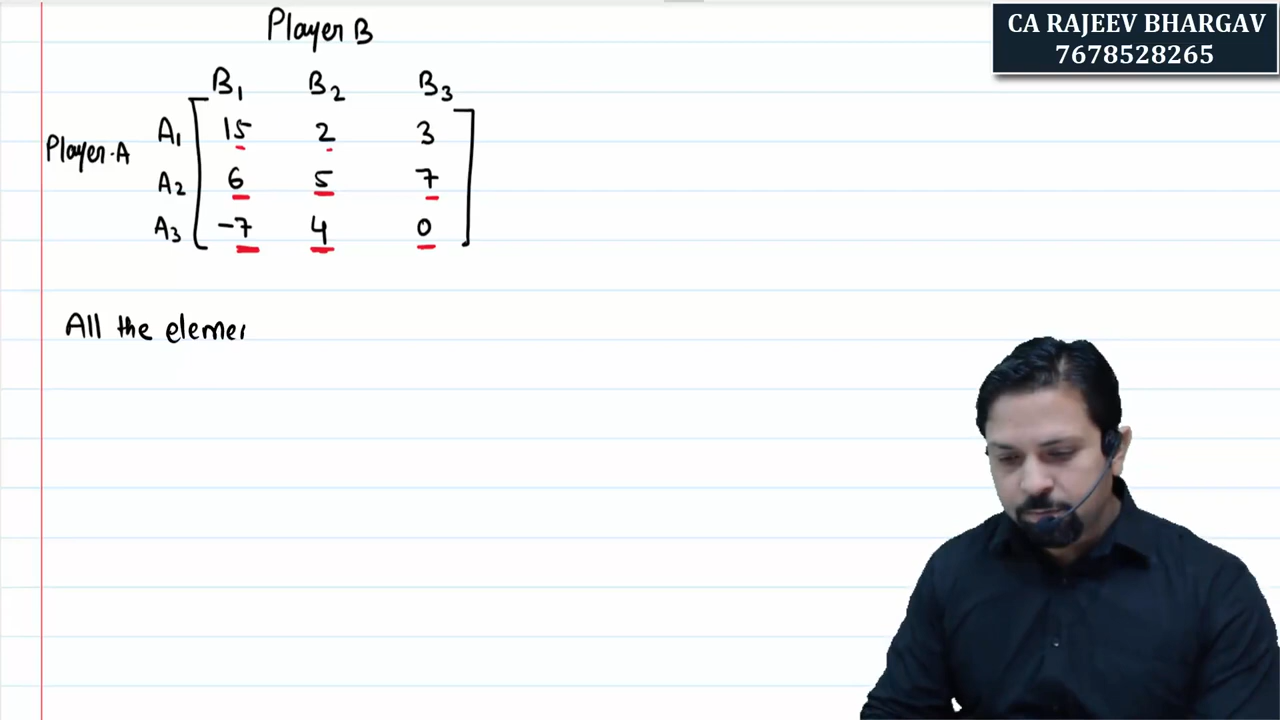 CA RAJEEV BHARGAV
7678528265
Player B
B1 B2 B3
A1 15 2 3
Player.A
A2 6 5 7
A3 -7 4 0
All the elemer